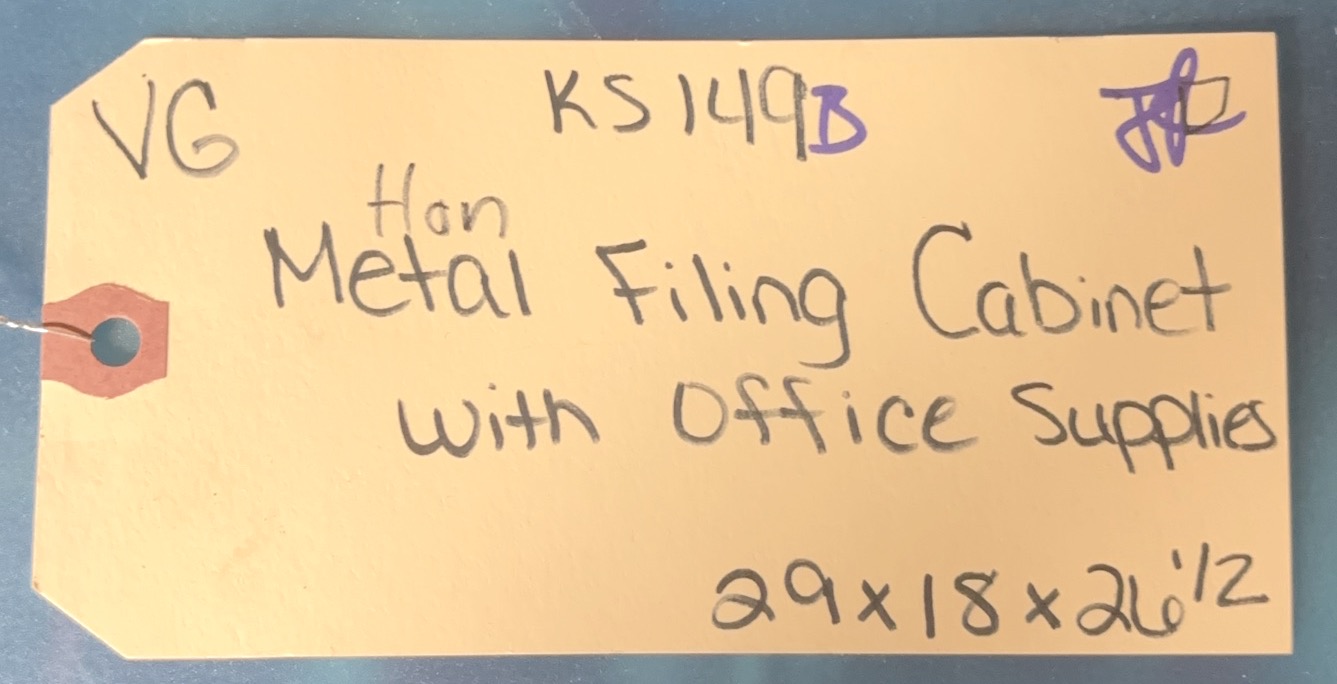 VG KS149B
Hon
Metal Filing Cabinet
with Office Supplies
29x18x26 1/2